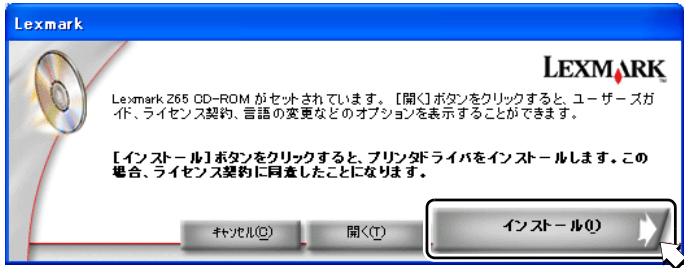 Lexmark
LEXMARK
Lexmark Z65 CD-ROM がセットされています。 [開く]ボタンをクリックすると、ユーザーズガ
イド、ライセンス契約、言語の変更などのオプションを表示することができます。
[インストール]ボタンをクリックすると、プリンタドライバをインストールします。この
場合、ライセンス契約に同意したことになります。
キャンセル(C) 開く(T) インストール(I)